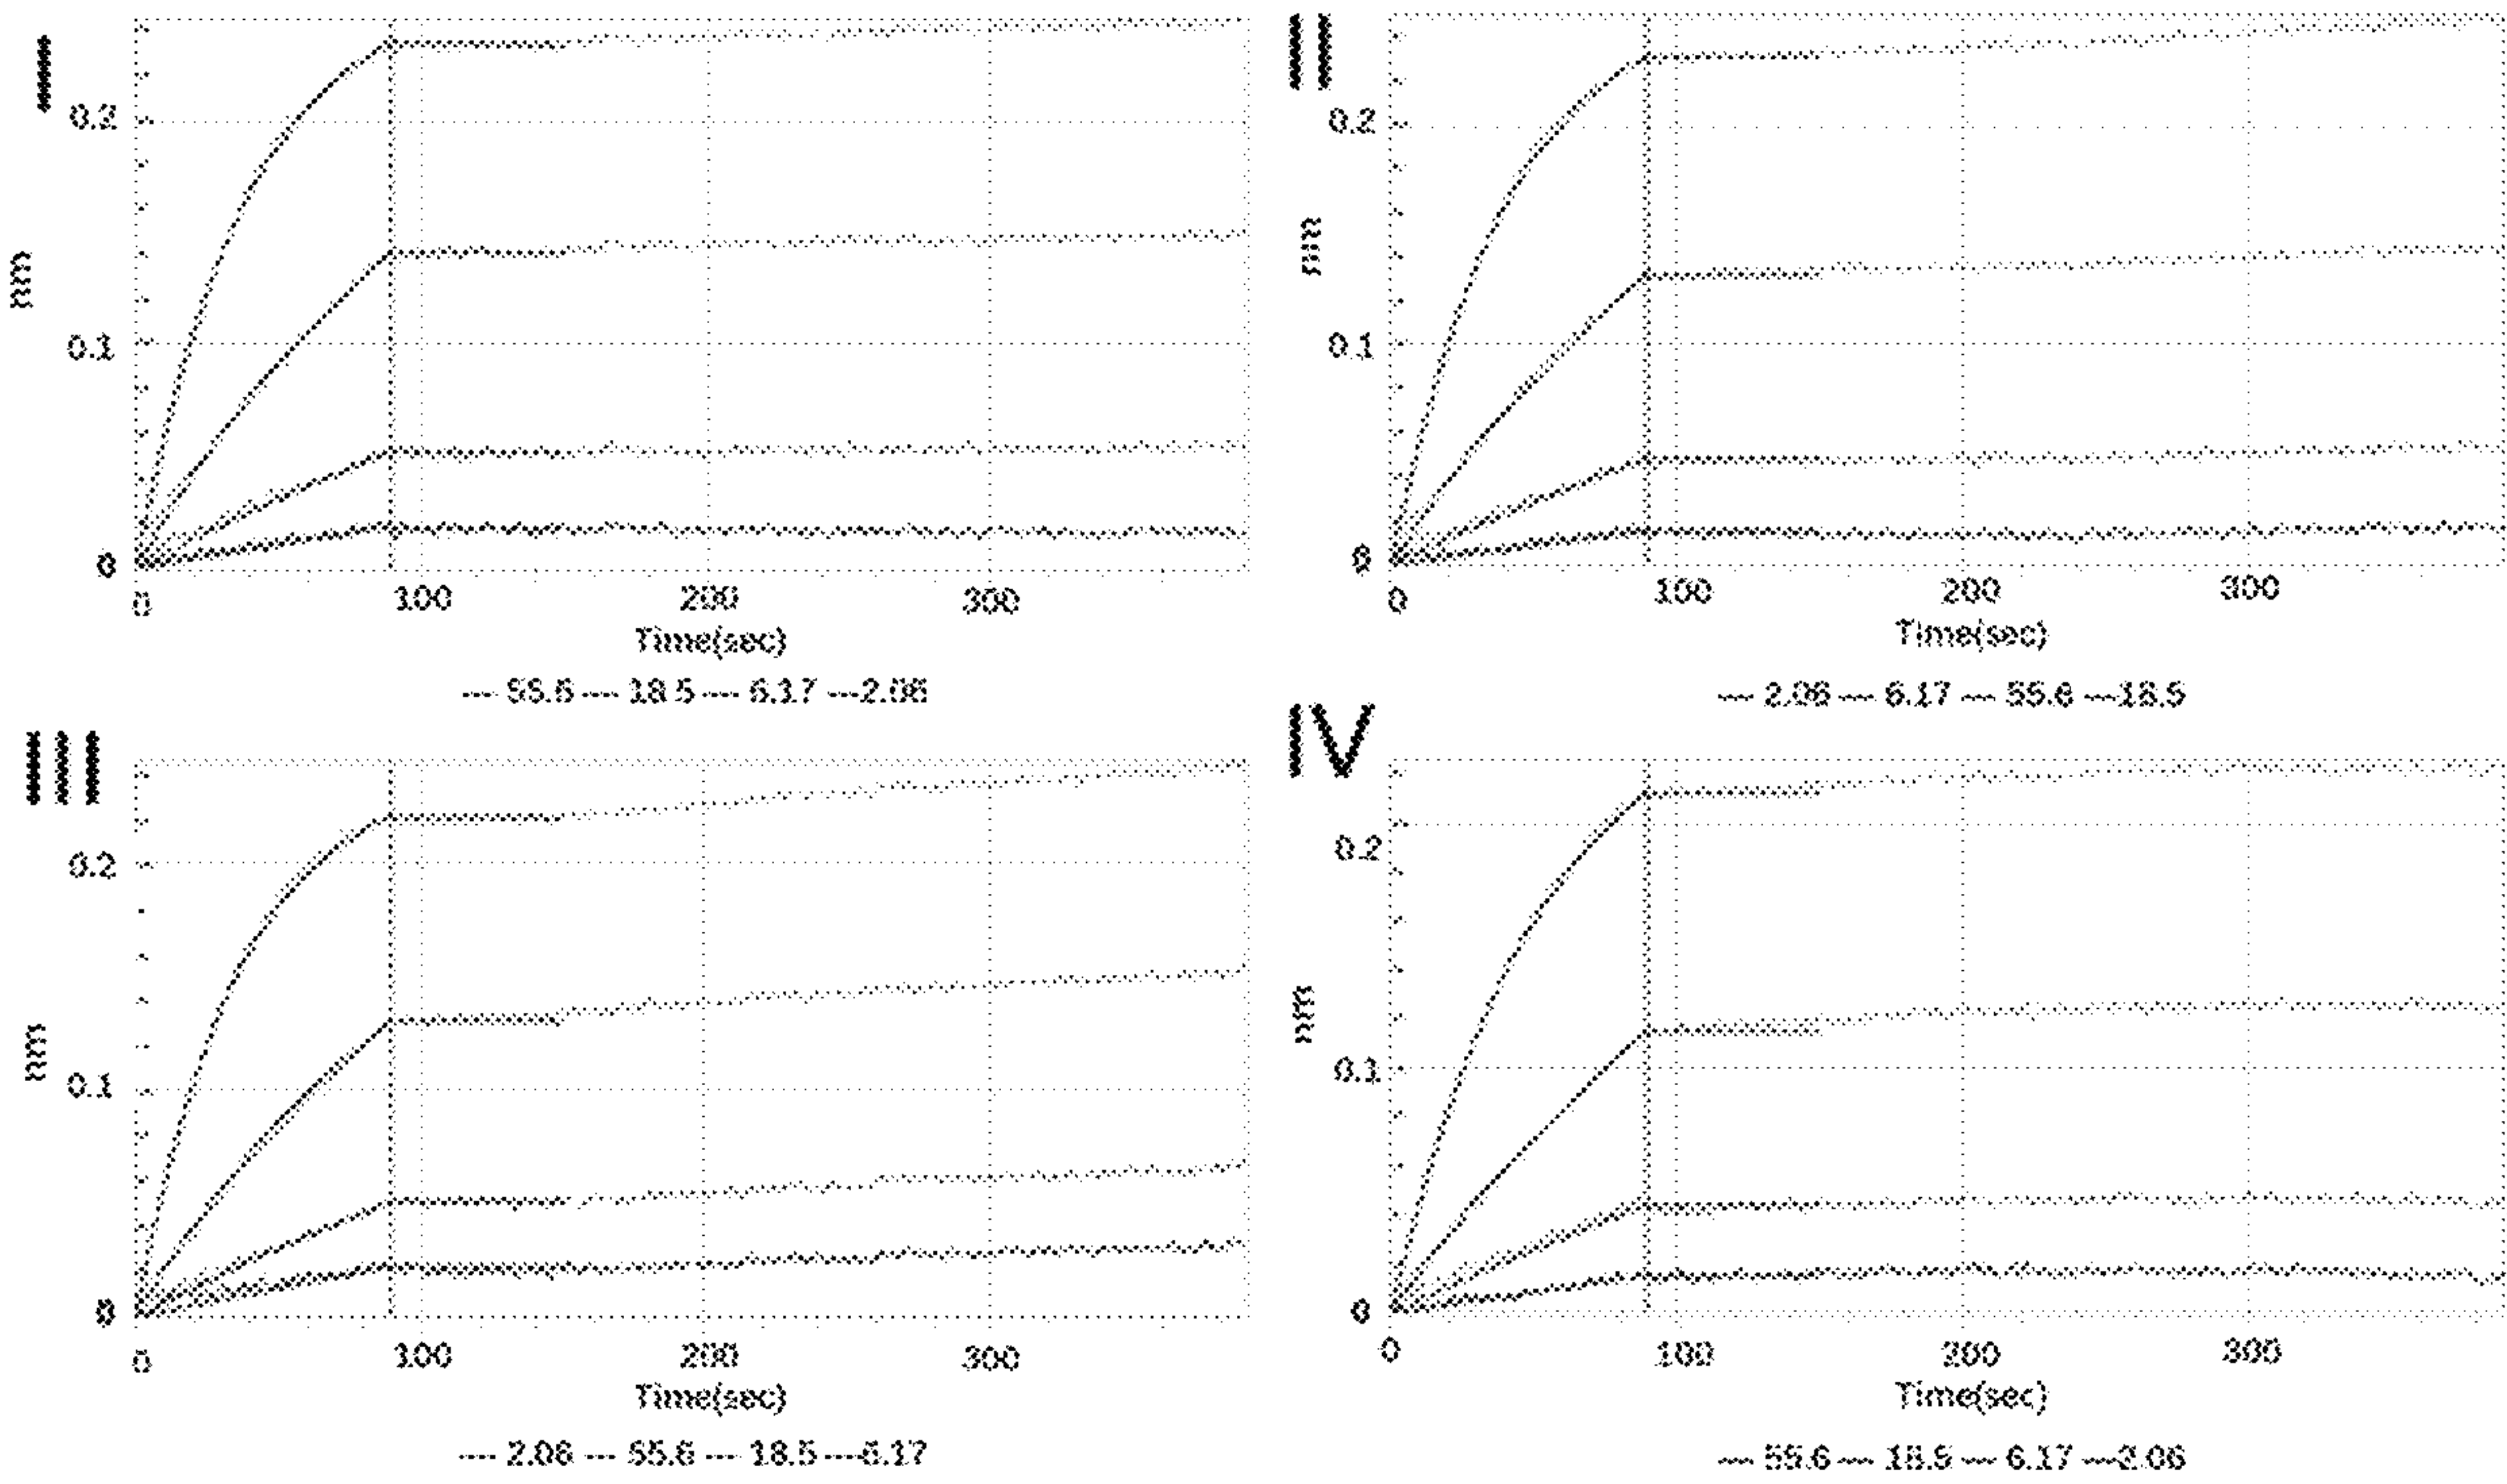 I
II
0.2
0.1
0
nm
0 100 200 300
Time(sec)
--- 55.6 --- 18.5 --- 6.17 --- 2.06
0.2
0.1
0
nm
0 100 200 300
Time(sec)
--- 2.06 --- 6.17 --- 55.6 --- 18.5
III
IV
0.2
0.1
0
nm
0 100 200 300
Time(sec)
--- 2.06 --- 55.6 --- 18.5 --- 6.17
0.2
0.1
0
nm
0 100 200 300
Time(sec)
--- 55.6 --- 18.5 --- 6.17 --- 2.06